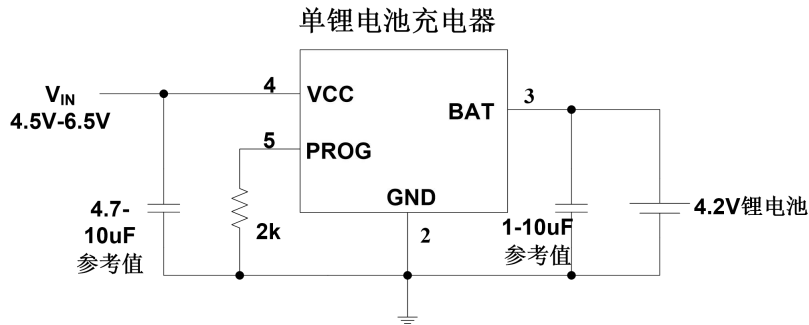 单锂电池充电器
V_IN
4.5V-6.5V
4
VCC
BAT
3
5
PROG
GND
2
4.7-
10uF
参考值
2k
1-10uF
参考值
4.2V锂电池